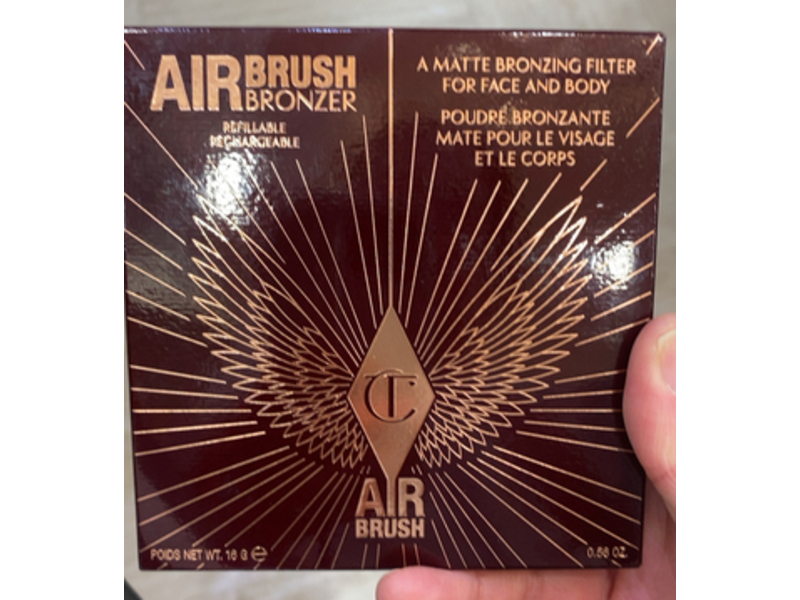 AIRBRUSH
BRONZER
REFILLABLE
RECHARGEABLE
A MATTE BRONZING FILTER
FOR FACE AND BODY
POUDRE BRONZANTE
MATE POUR LE VISAGE
ET LE CORPS
CT
AIR
BRUSH
POIDS NET WT. 16 G ℮
0.56 OZ.